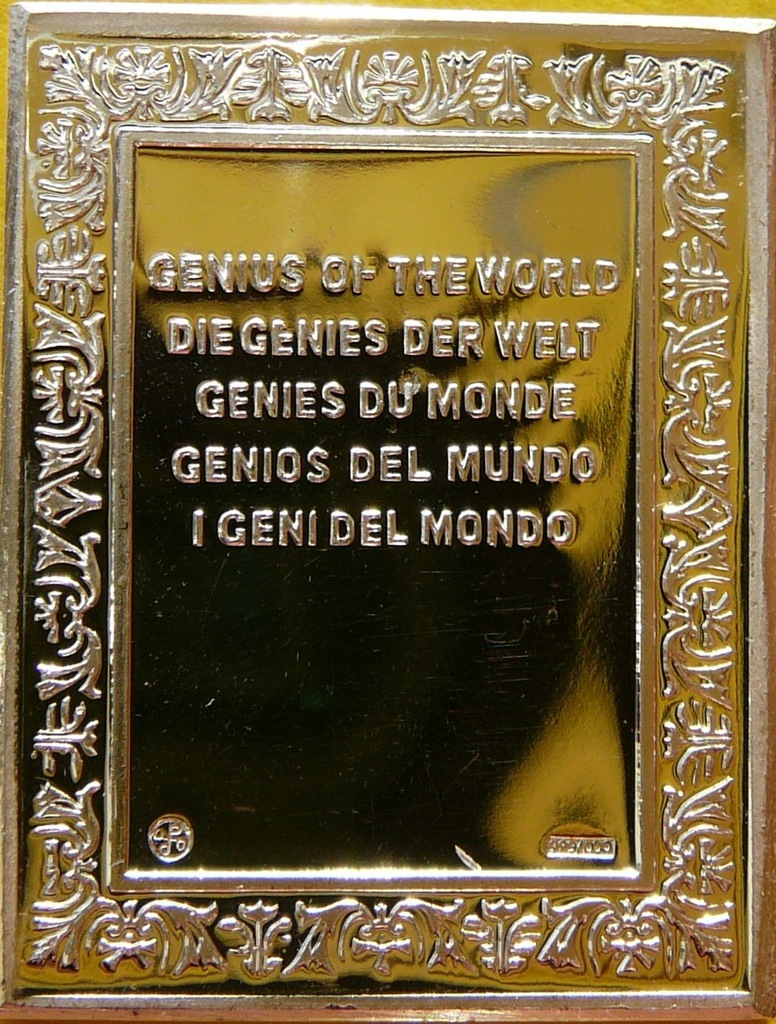 GENIUS OF THE WORLD
DIE GENIES DER WELT
GENIES DU MONDE
GENIOS DEL MUNDO
I GENI DEL MONDO